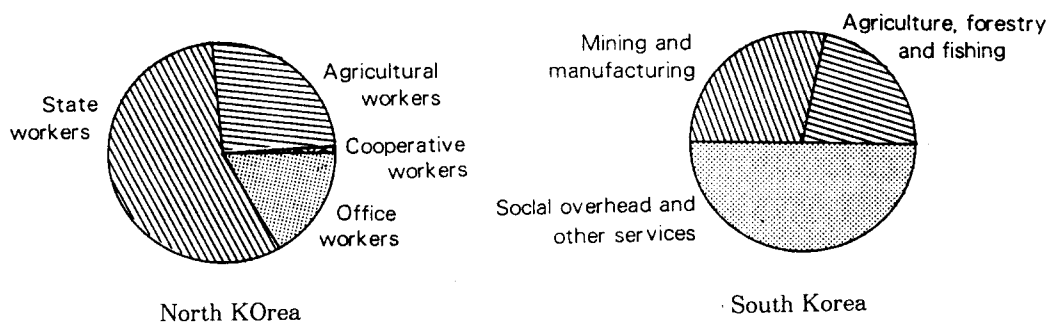 State
workers
Agricultural
workers
Cooperative
workers
Office
workers
North KOrea
Mining and
manufacturing
Agriculture, forestry
and fishing
Soclal overhead and
other services
South Korea